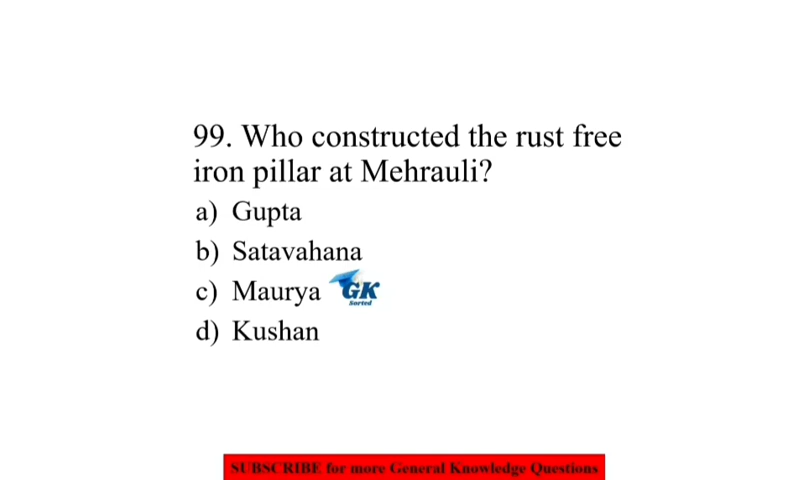 99. Who constructed the rust free
iron pillar at Mehrauli?
a) Gupta
b) Satavahana
c) Maurya
GK
Sorted
d) Kushan
SUBSCRIBE for more General Knowledge Questions